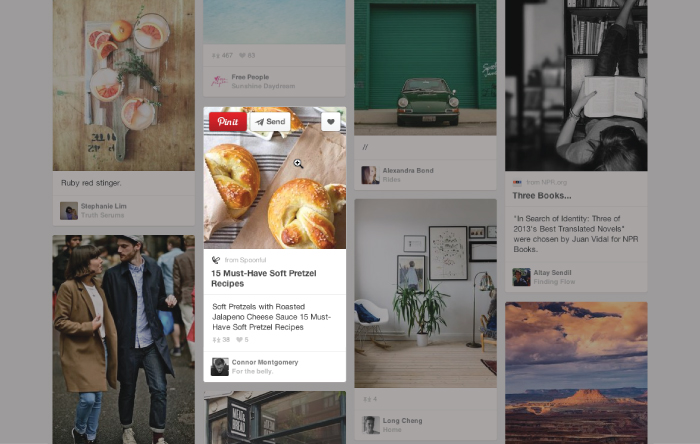 Ruby red stinger.
Stephanie Lim
Truth Serums
467 83
Free People
Sunshine Daydream
Pin it
Send
from Spoonful
15 Must-Have Soft Pretzel
Recipes
Soft Pretzels with Roasted
Jalapeno Cheese Sauce 15 Must-
Have Soft Pretzel Recipes
38 5
Connor Montgomery
For the belly.
MEAT &
BREAD
//
Alexandra Bond
Rides
4
Long Cheng
Home
from NPR.org
Three Books...
"In Search of Identity: Three of
2013's Best Translated Novels"
were chosen by Juan Vidal for NPR
Books.
Altay Sendil
Finding Flow